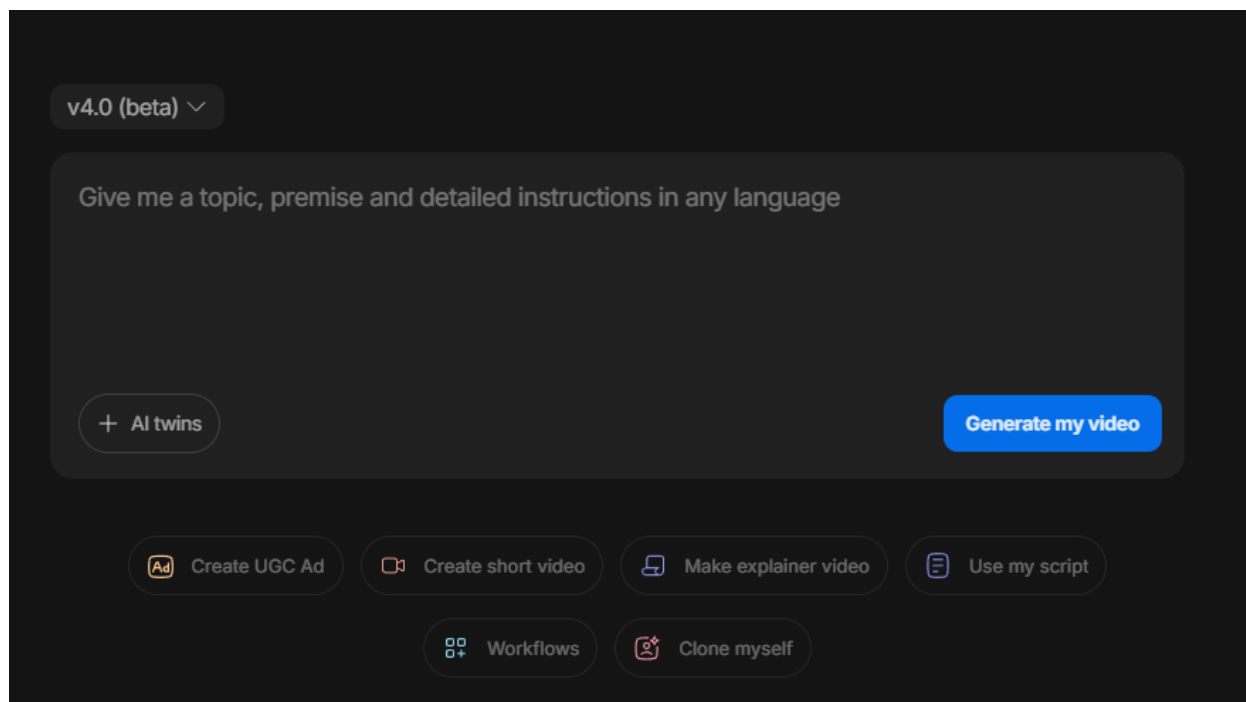 v4.0 (beta)
Give me a topic, premise and detailed instructions in any language
AI twins
Generate my video
Ad Create UGC Ad
Create short video
Make explainer video
Use my script
Workflows
Clone myself